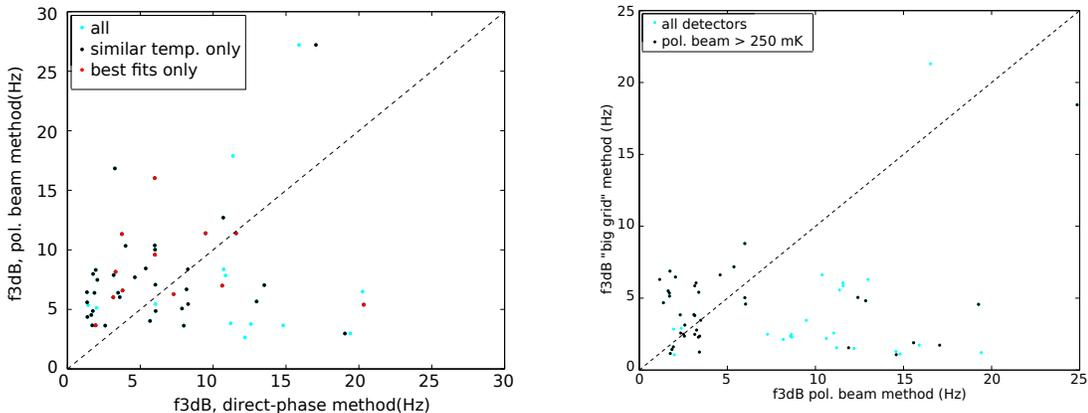 30
25
20
15
10
5
0
f3dB, pol. beam method(Hz)
all
similar temp. only
best fits only
0 5 10 15 20 25 30
f3dB, direct-phase method(Hz)
25
20
15
10
5
0
f3dB "big grid" method (Hz)
all detectors
pol. beam > 250 mK
0 5 10 15 20 25
f3dB pol. beam method (Hz)